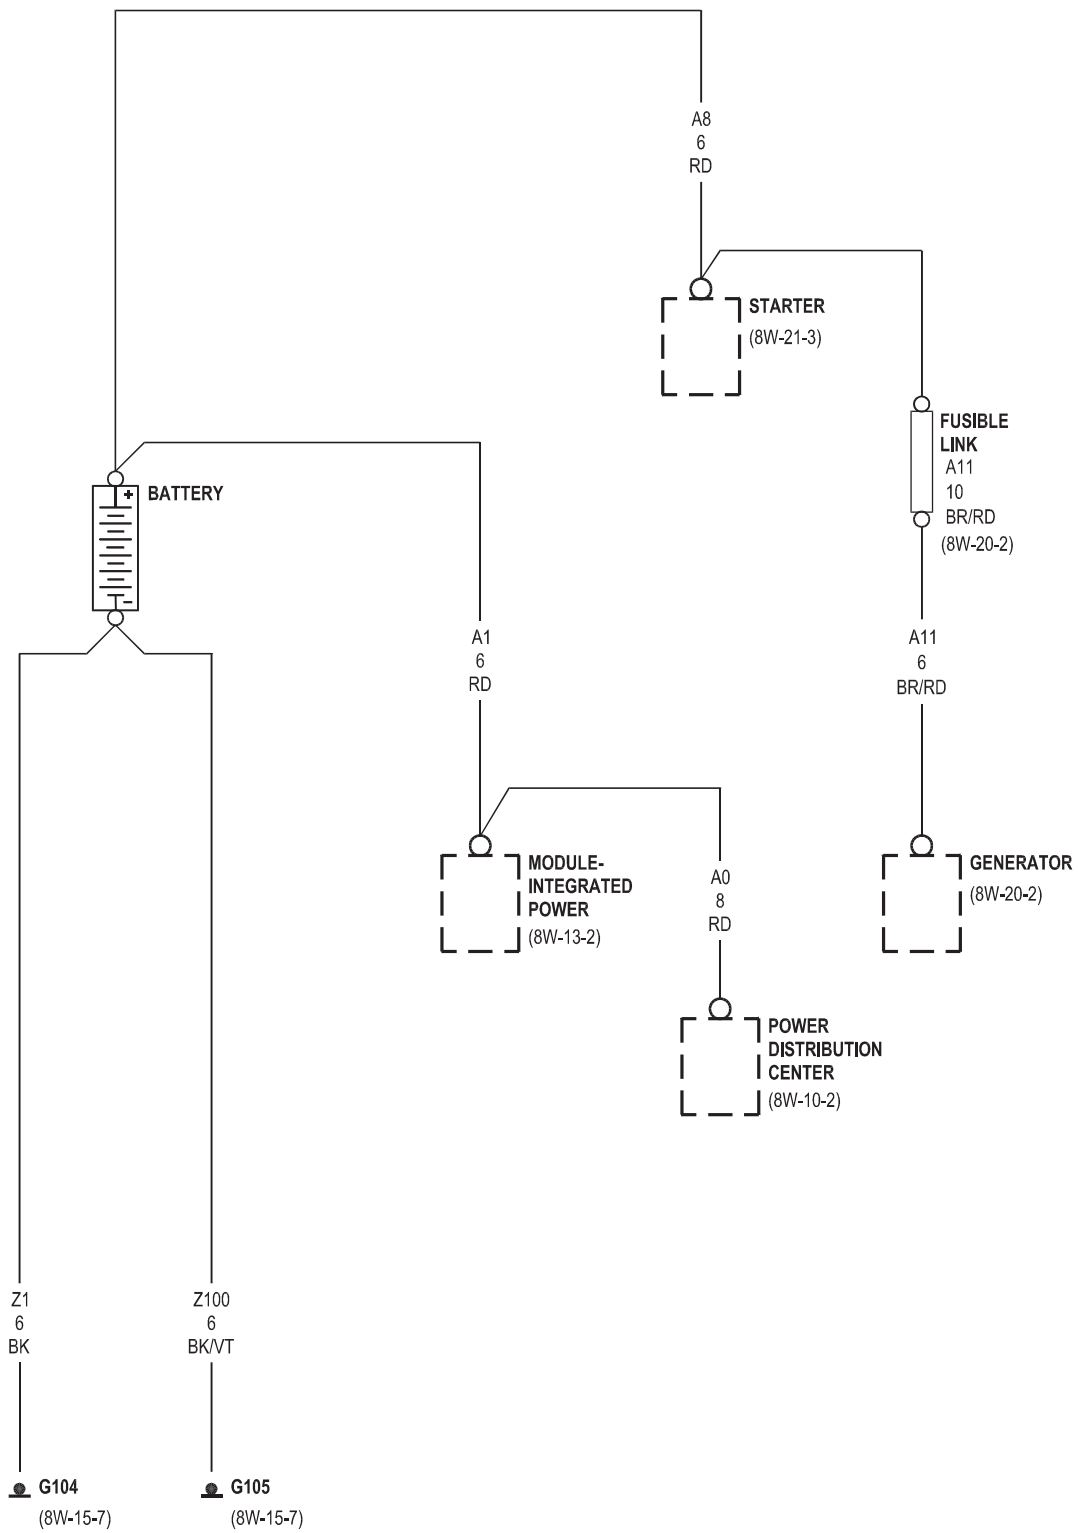 A8
6
RD
STARTER
(8W-21-3)
FUSIBLE
LINK
A11
10
BR/RD
(8W-20-2)
+
BATTERY
-
A1
6
RD
A11
6
BR/RD
MODULE-
INTEGRATED
POWER
(8W-13-2)
A0
8
RD
GENERATOR
(8W-20-2)
POWER
DISTRIBUTION
CENTER
(8W-10-2)
Z1
6
BK
Z100
6
BK/VT
G104
(8W-15-7)
G105
(8W-15-7)